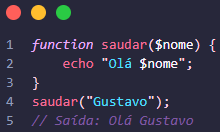 1 function saudar($nome) {
2     echo "Olá $nome";
3 }
4 saudar("Gustavo");
5 // Saída: Olá Gustavo